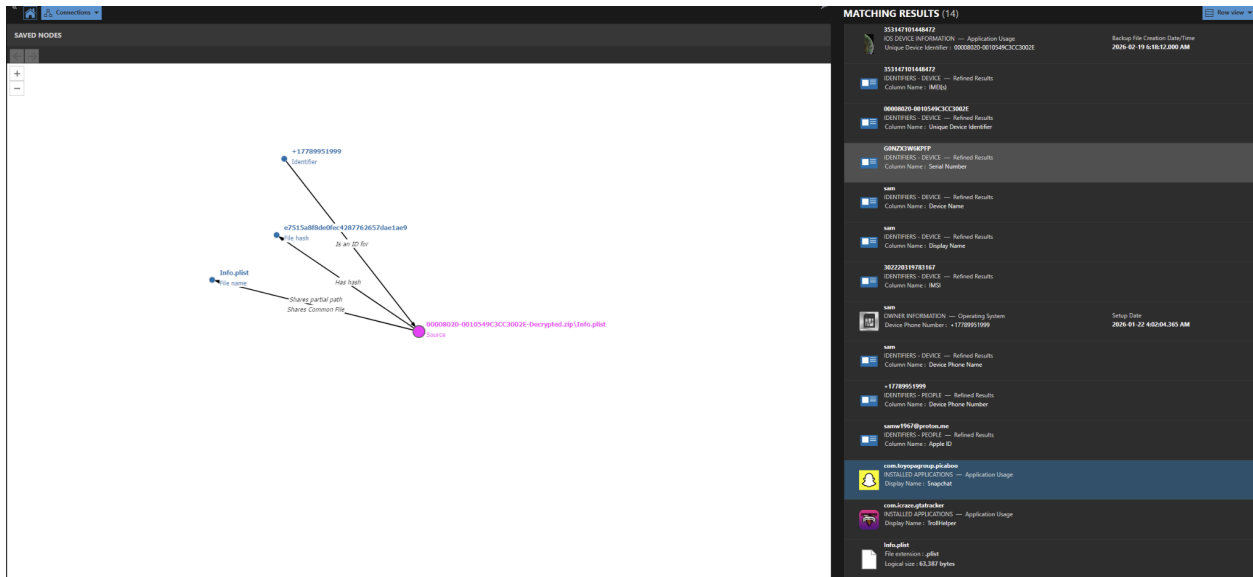 Connections
SAVED NODES
+
−
+17789951999
Identifier
e7515a8f8de0fec4287762657dae1ae9
File hash
Is an ID for
Info.plist
File name
Has hash
Shares partial path
Shares Common File
00008020-0010549C3CC3002E-Decrypted.zip\Info.plist
Source
MATCHING RESULTS (14)
Row view
353147101448472
IOS DEVICE INFORMATION — Application Usage
Unique Device Identifier : 00008020-0010549C3CC3002E
Backup File Creation Date/Time
2026-02-19 6:18:12.000 AM
353147101448472
IDENTIFIERS - DEVICE — Refined Results
Column Name : IMEI(s)
00008020-0010549C3CC3002E
IDENTIFIERS - DEVICE — Refined Results
Column Name : Unique Device Identifier
G0NZX3W6KPFP
IDENTIFIERS - DEVICE — Refined Results
Column Name : Serial Number
sam
IDENTIFIERS - DEVICE — Refined Results
Column Name : Device Name
sam
IDENTIFIERS - DEVICE — Refined Results
Column Name : Display Name
302220319783167
IDENTIFIERS - DEVICE — Refined Results
Column Name : IMSI
sam
OWNER INFORMATION — Operating System
Device Phone Number : +17789951999
Setup Date
2026-01-22 4:02:04.365 AM
sam
IDENTIFIERS - DEVICE — Refined Results
Column Name : Device Phone Name
+17789951999
IDENTIFIERS - PEOPLE — Refined Results
Column Name : Device Phone Number
samw1967@proton.me
IDENTIFIERS - PEOPLE — Refined Results
Column Name : Apple ID
com.toyopagroup.picaboo
INSTALLED APPLICATIONS — Application Usage
Display Name : Snapchat
com.icraze.gtatracker
INSTALLED APPLICATIONS — Application Usage
Display Name : TrollHelper
Info.plist
File extension : .plist
Logical size : 63,387 bytes